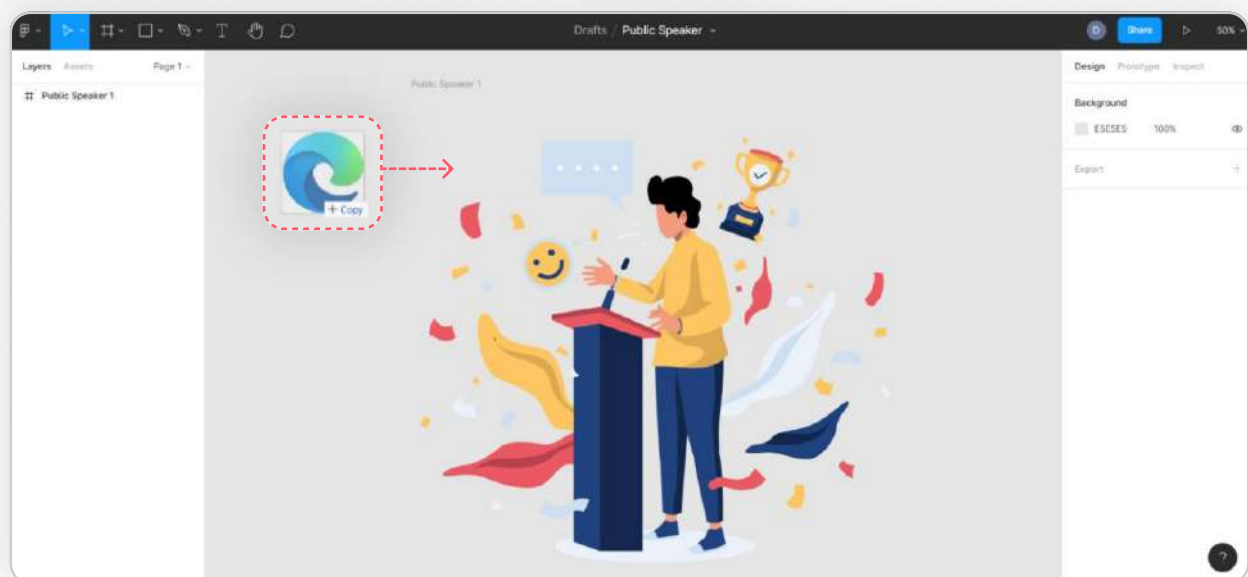 T
Drafts / Public Speaker
D
Share
50%
Layers Assets Page 1
Public Speaker 1
Public Speaker 1
+ Copy
Design Prototype Inspect
Background
E5E5E5 100%
Export +
?